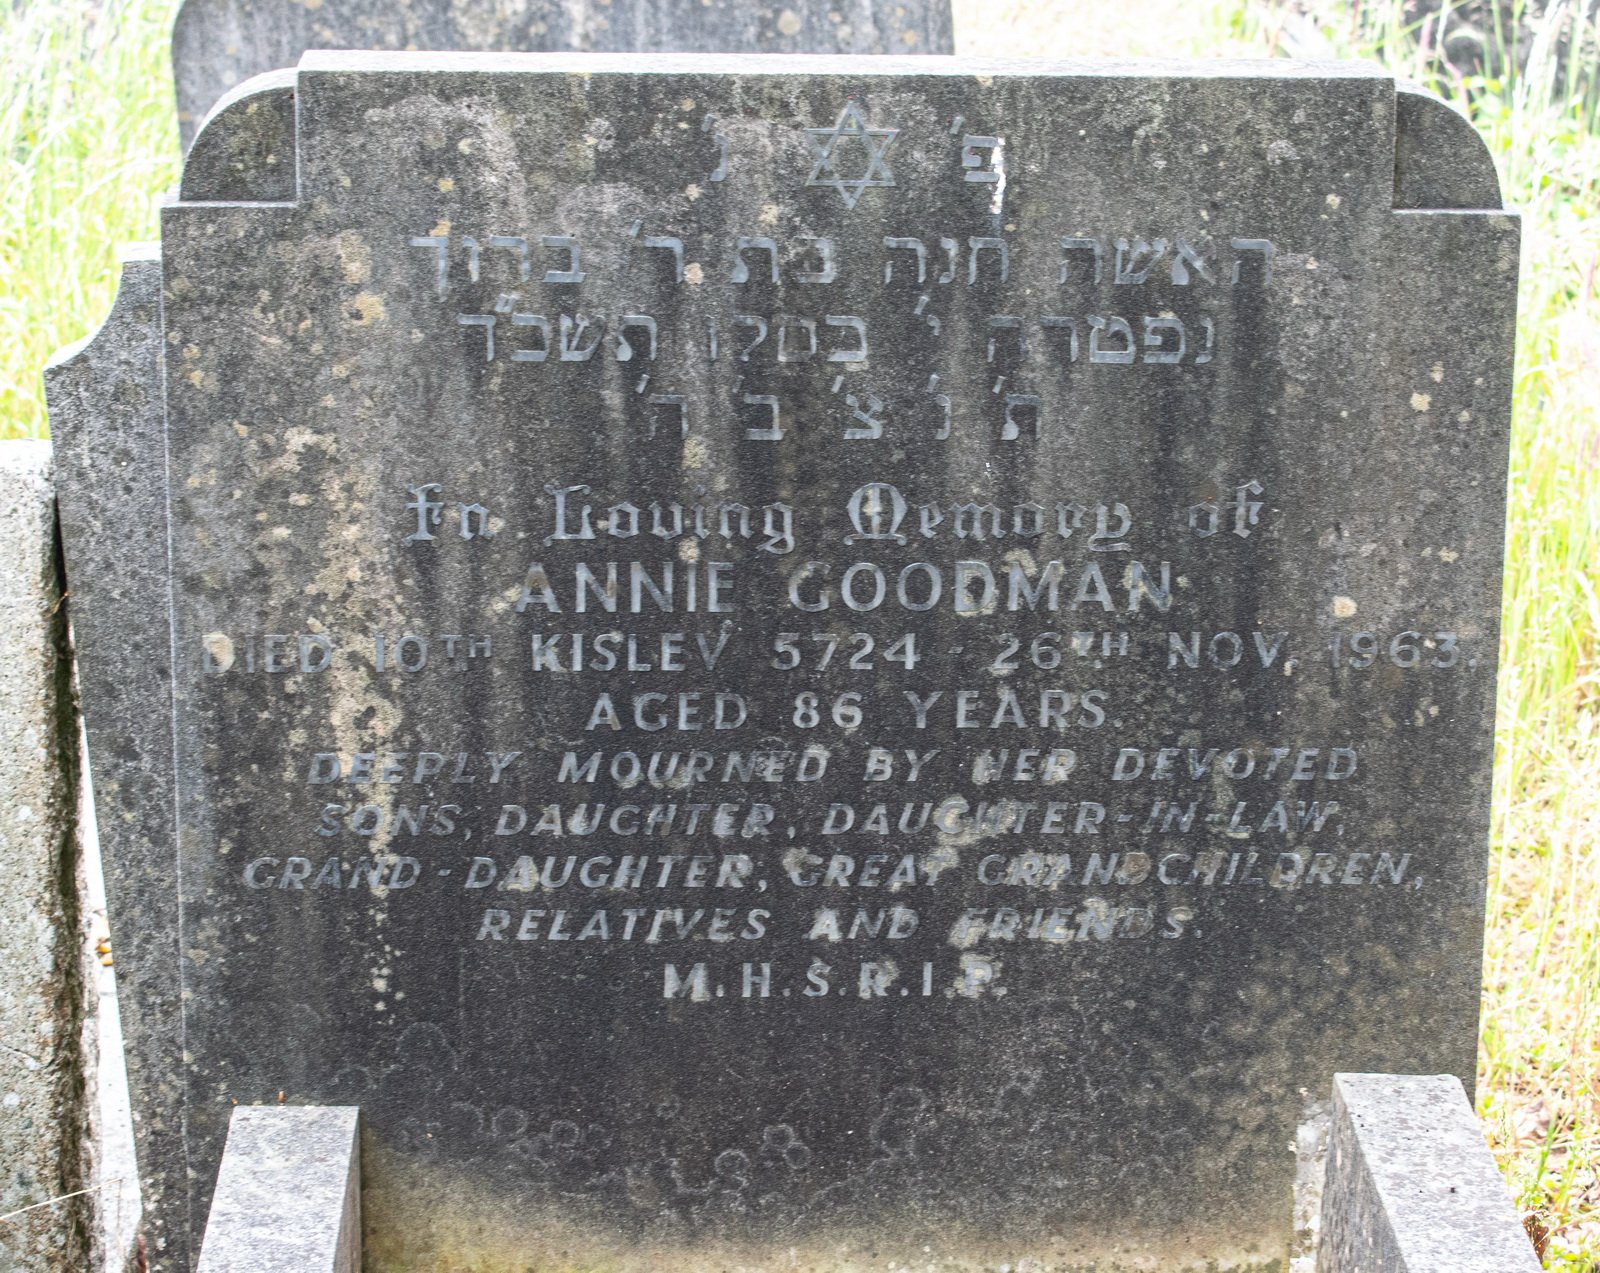 פ' נ'
האשה חנה בת ר' ברוך
נפטרה י' בסלו תשכ"ד
ת' נ' צ' ב' ה'
In Loving Memory of
ANNIE GOODMAN
DIED 10TH KISLEV 5724 - 26TH NOV. 1963.
AGED 86 YEARS.
DEEPLY MOURNED BY HER DEVOTED
SONS, DAUGHTER, DAUGHTER-IN-LAW,
GRAND-DAUGHTER, GREAT GRANDCHILDREN,
RELATIVES AND FRIENDS.
M.H.S.R.I.P.